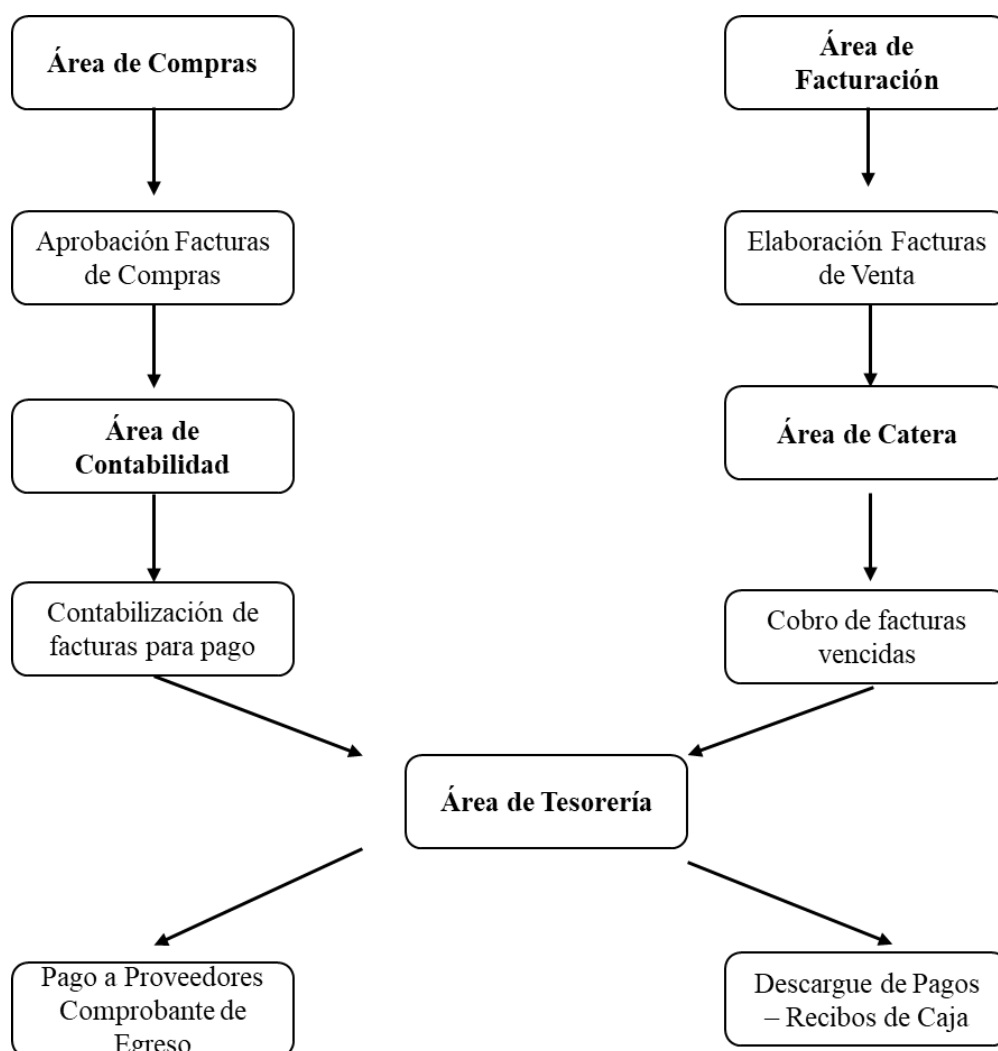 Área de Compras
Área de
Facturación
Aprobación Facturas
de Compras
Elaboración Facturas
de Venta
Área de
Contabilidad
Área de Catera
Contabilización de
facturas para pago
Cobro de facturas
vencidas
Área de Tesorería
Pago a Proveedores
Comprobante de
Egreso
Descargue de Pagos
– Recibos de Caja